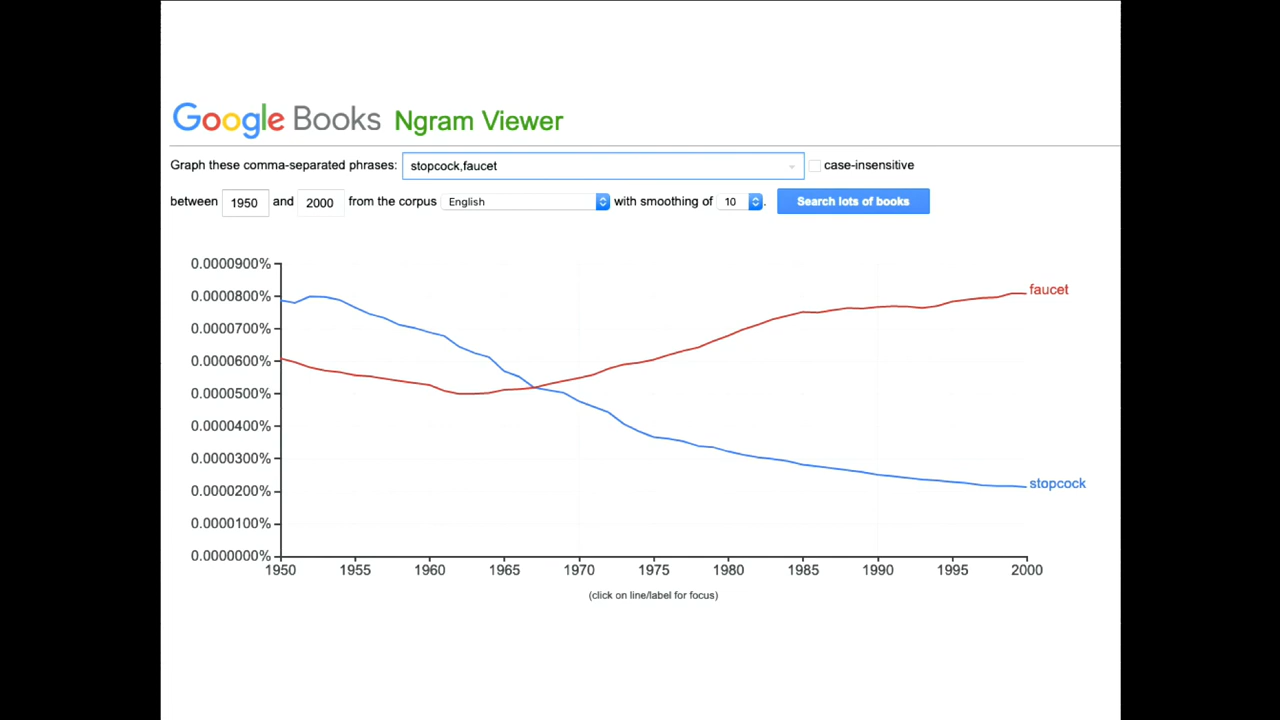 Google Books Ngram Viewer
Graph these comma-separated phrases: stopcock,faucet case-insensitive
between 1950 and 2000 from the corpus English with smoothing of 10 . Search lots of books
0.0000900%
0.0000800%
0.0000700%
0.0000600%
0.0000500%
0.0000400%
0.0000300%
0.0000200%
0.0000100%
0.0000000%
faucet
stopcock
1950 1955 1960 1965 1970 1975 1980 1985 1990 1995 2000
(click on line/label for focus)